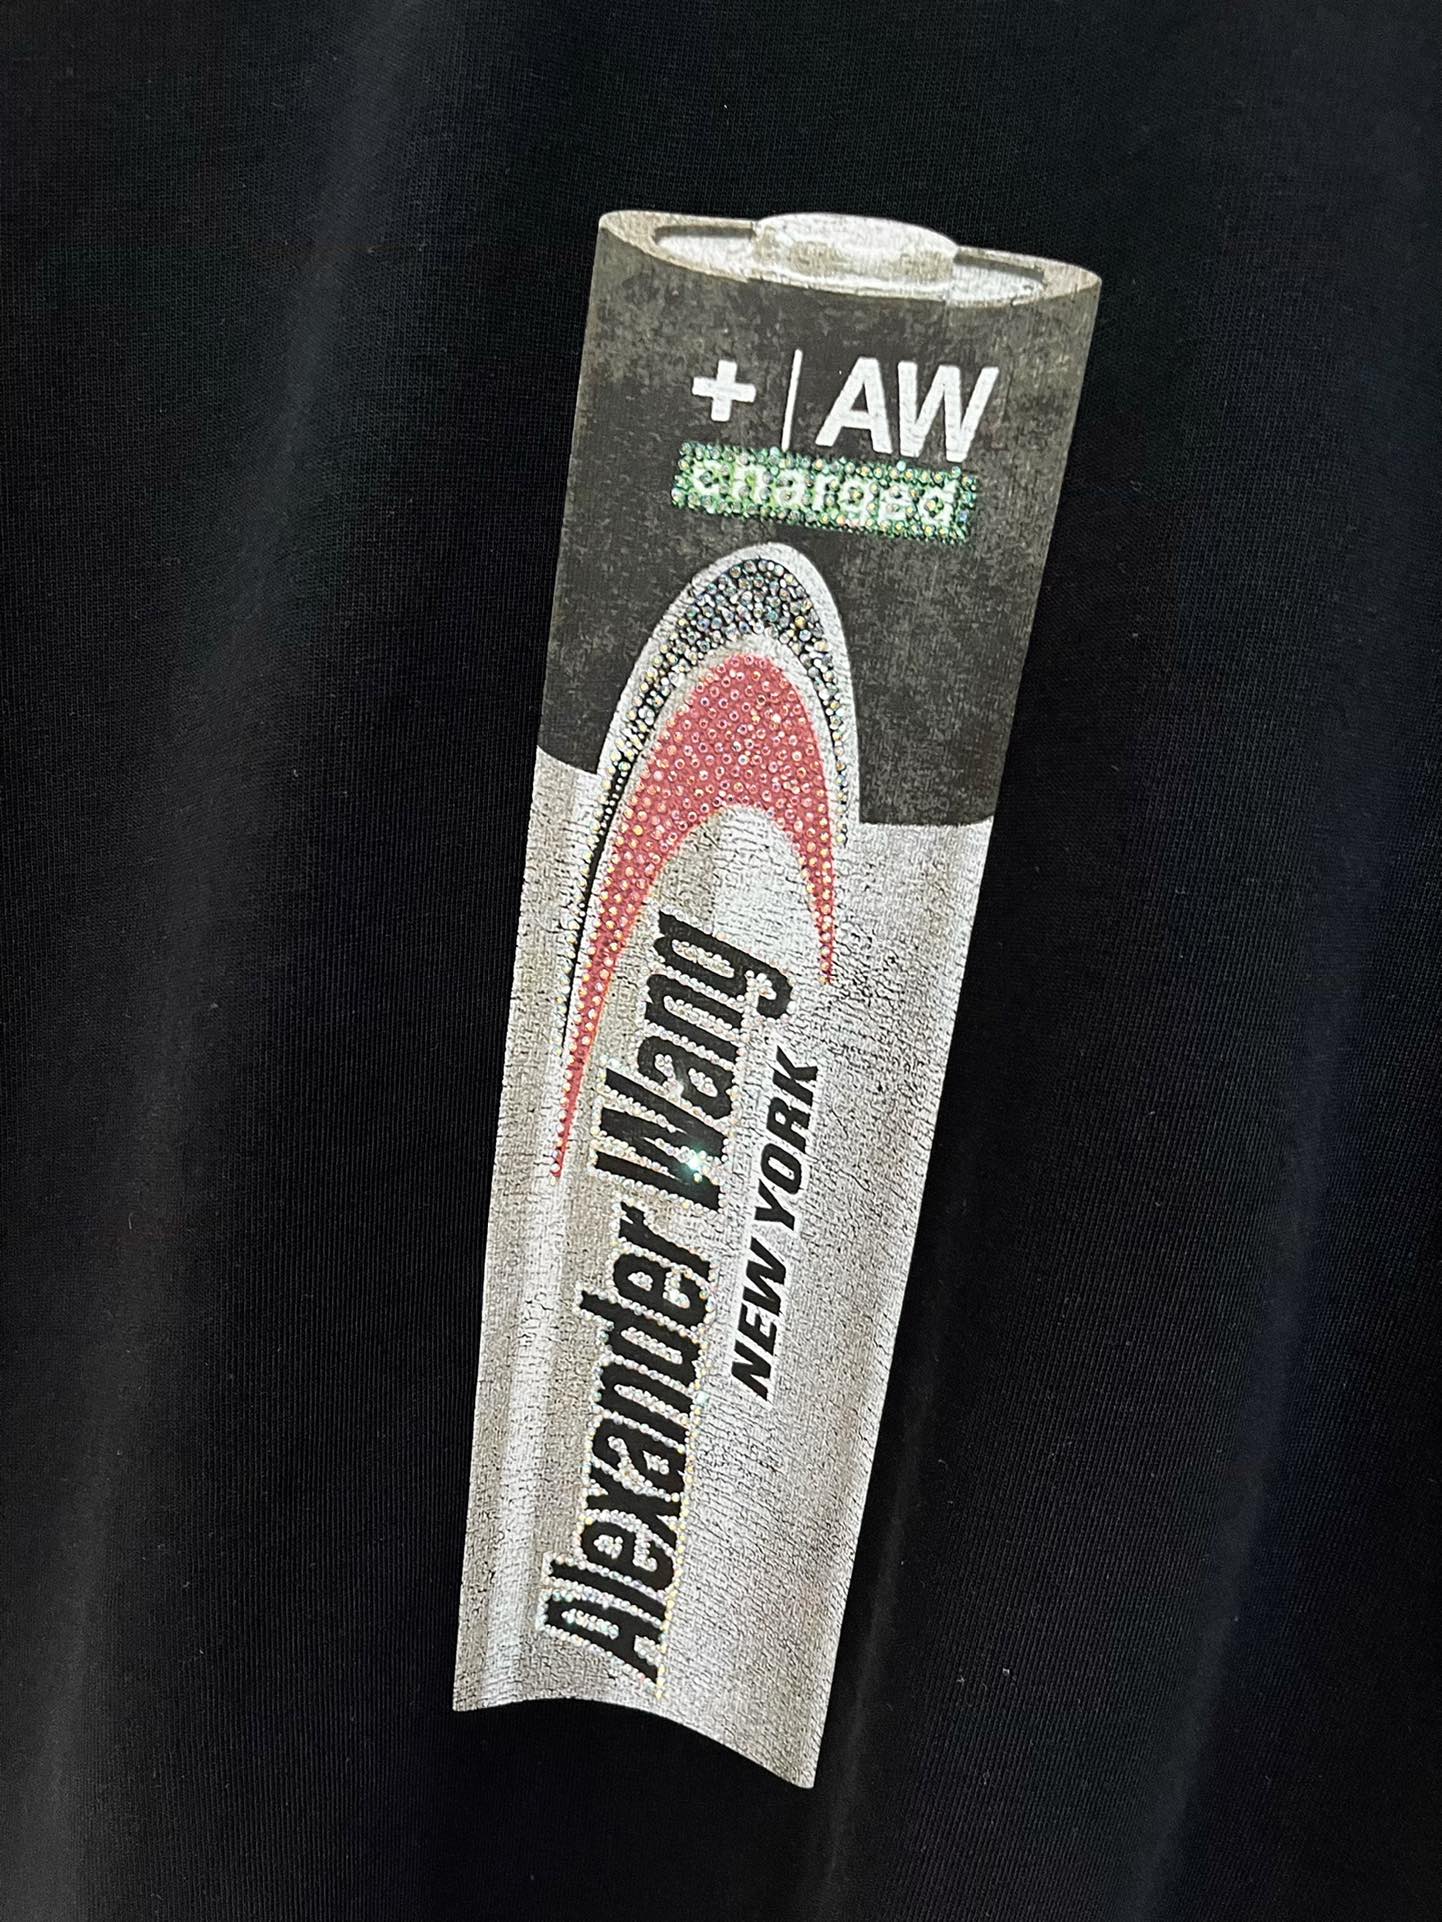 + | AW
charged
Alexander Wang
NEW YORK